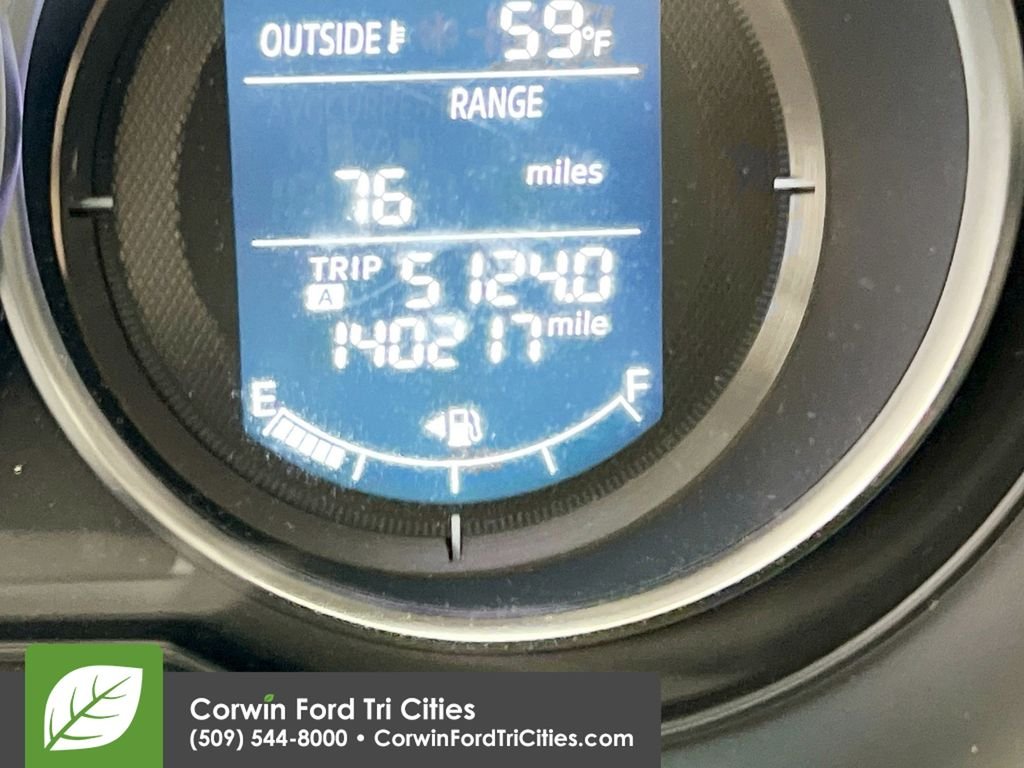 OUTSIDE 59°F
RANGE
76 miles
TRIP A 5124.0
140217 mile
E F
Corwin Ford Tri Cities
(509) 544-8000 • CorwinFordTriCities.com